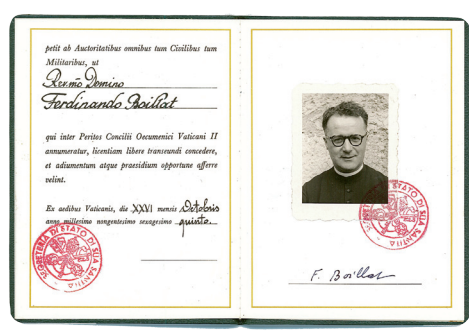 petit ab Auctoritatibus omnibus tum Civilibus tum
Militaribus, ut
Rev.mo Domino
Ferdinando Boillat
qui inter Peritos Concilii Oecumenici Vaticani II
annumeratur, licentiam libere transeundi concedere,
et adiumentum atque praesidium opportune afferre
velint.
Ex aedibus Vaticanis, die XXVI mensis Octobris
anno millesimo nongentesimo sexagesimo quinto.
SEGRETERIA DI STATO DI SUA SANTITÀ
STATO DI SUA SANTITÀ
F. Boillat